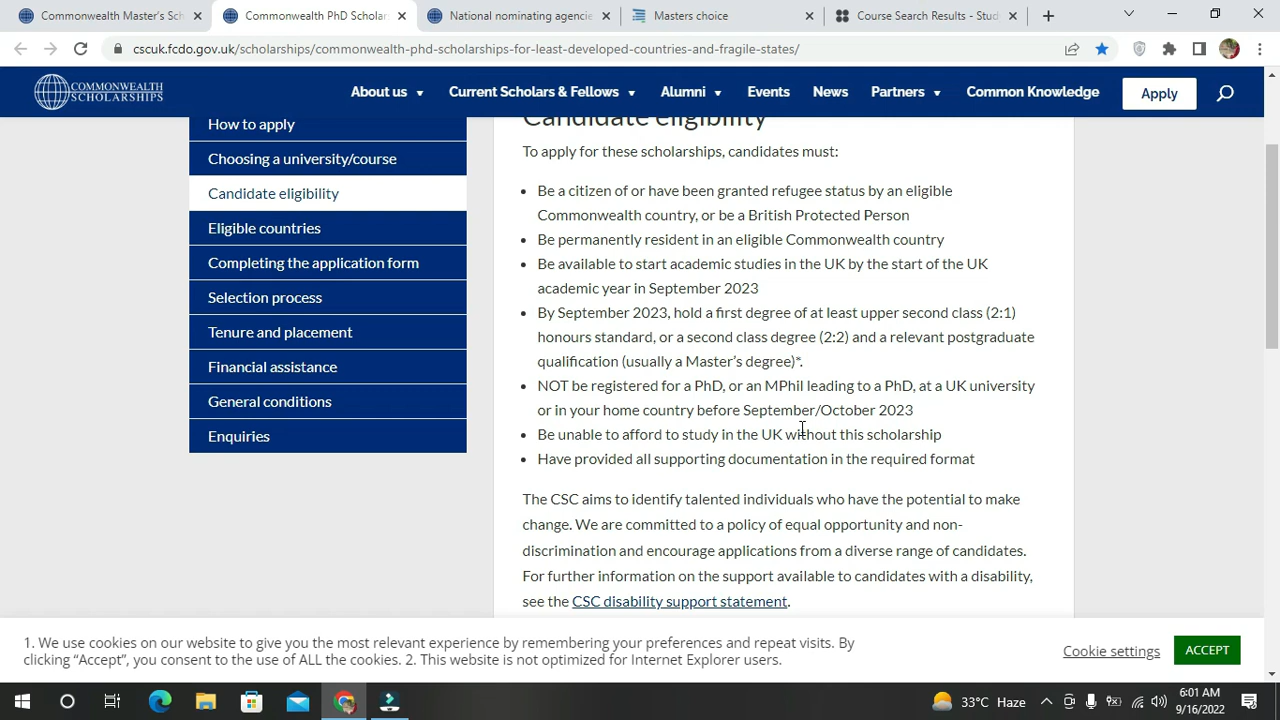 Commonwealth Master's Sch
Commonwealth PhD Scholar
National nominating agencie
Masters choice
Course Search Results - Stud
cscuk.fcdo.gov.uk/scholarships/commonwealth-phd-scholarships-for-least-developed-countries-and-fragile-states/
COMMONWEALTH
SCHOLARSHIPS
About us
Current Scholars & Fellows
Alumni
Events
News
Partners
Common Knowledge
Apply
How to apply
Choosing a university/course
Candidate eligibility
Eligible countries
Completing the application form
Selection process
Tenure and placement
Financial assistance
General conditions
Enquiries
Candidate eligibility
To apply for these scholarships, candidates must:
• Be a citizen of or have been granted refugee status by an eligible
Commonwealth country, or be a British Protected Person
• Be permanently resident in an eligible Commonwealth country
• Be available to start academic studies in the UK by the start of the UK
academic year in September 2023
• By September 2023, hold a first degree of at least upper second class (2:1)
honours standard, or a second class degree (2:2) and a relevant postgraduate
qualification (usually a Master's degree)*.
• NOT be registered for a PhD, or an MPhil leading to a PhD, at a UK university
or in your home country before September/October 2023
• Be unable to afford to study in the UK without this scholarship
• Have provided all supporting documentation in the required format
The CSC aims to identify talented individuals who have the potential to make
change. We are committed to a policy of equal opportunity and non-
discrimination and encourage applications from a diverse range of candidates.
For further information on the support available to candidates with a disability,
see the CSC disability support statement.
1. We use cookies on our website to give you the most relevant experience by remembering your preferences and repeat visits. By
clicking “Accept”, you consent to the use of ALL the cookies. 2. This website is not optimized for Internet Explorer users.
Cookie settings
ACCEPT
33°C Haze
6:01 AM
9/16/2022